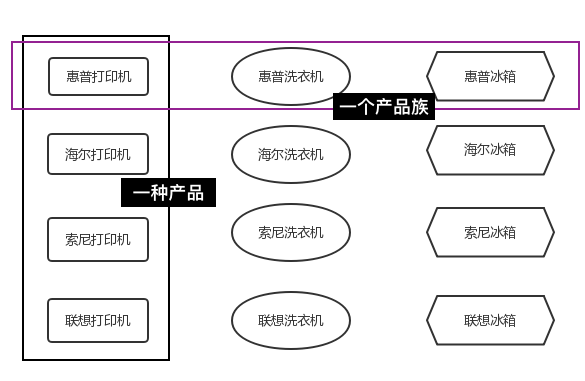 惠普打印机
惠普洗衣机
惠普冰箱
一个产品族
海尔打印机
海尔洗衣机
海尔冰箱
一种产品
索尼打印机
索尼洗衣机
索尼冰箱
联想打印机
联想洗衣机
联想冰箱